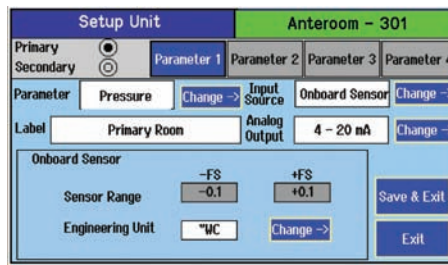 Setup Unit Anteroom - 301
Primary
Secondary
Parameter 1 Parameter 2 Parameter 3 Parameter 4
Parameter Pressure Change -> Input Source Onboard Sensor Change -
Label Primary Room Analog Output 4 - 20 mA Change -
Onboard Sensor
-FS +FS
Sensor Range -0.1 +0.1
Engineering Unit "WC Change ->
Save & Exit
Exit